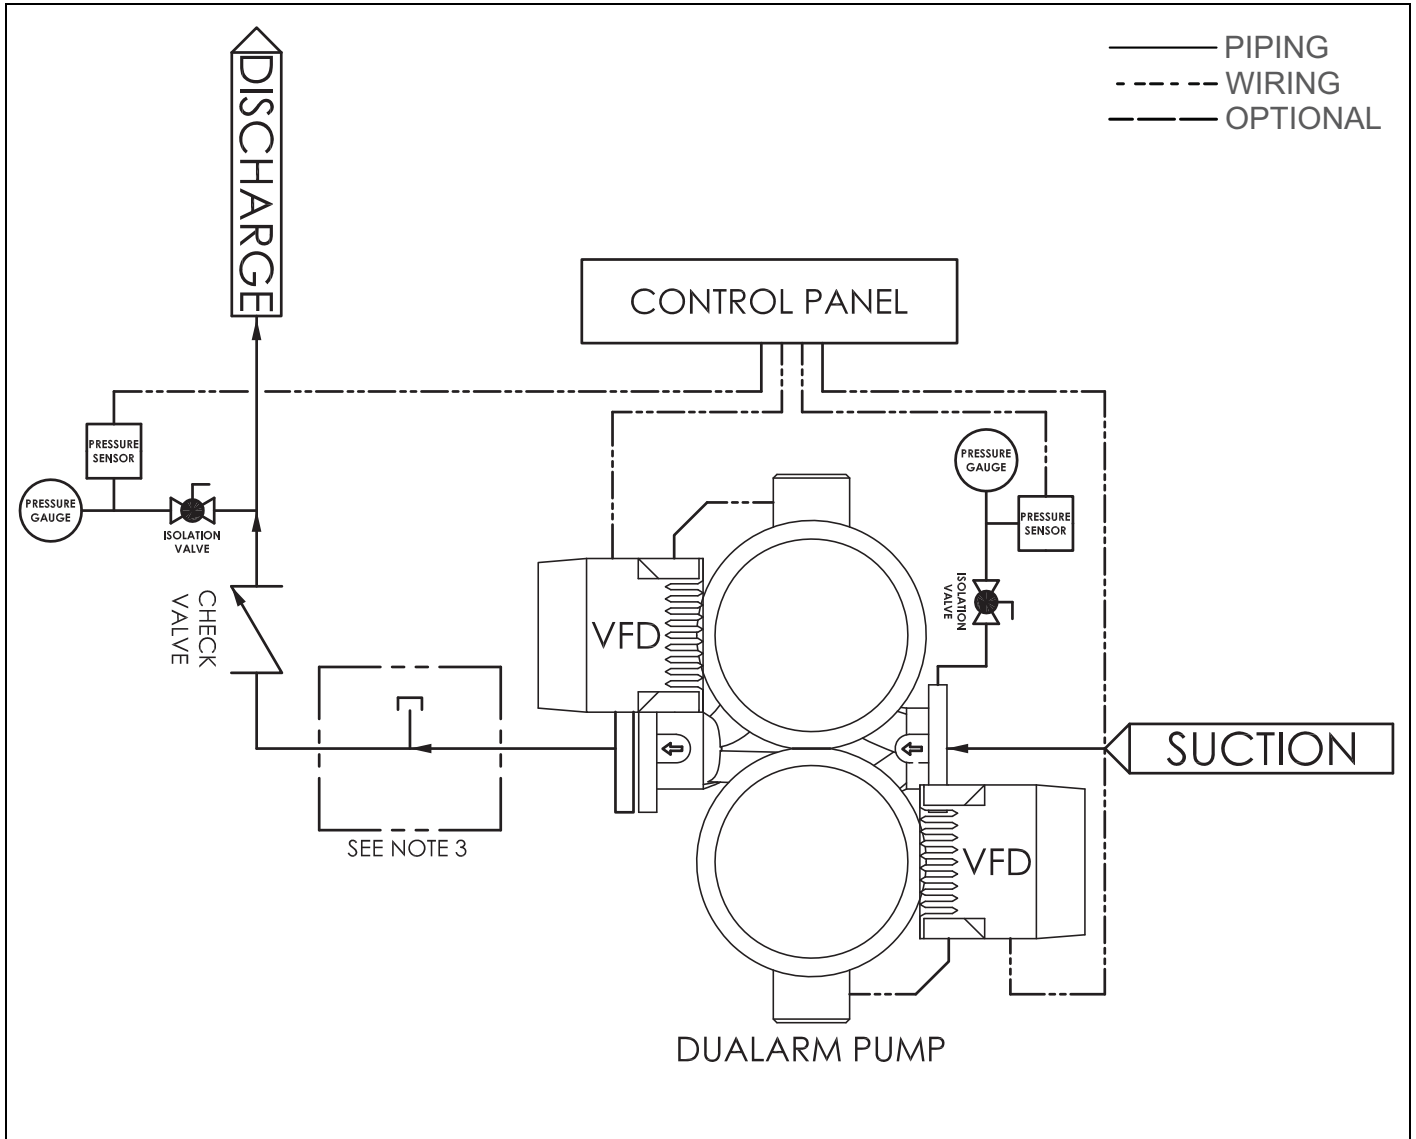 DISCHARGE
PIPING
WIRING
OPTIONAL
CONTROL PANEL
PRESSURE
SENSOR
PRESSURE
GAUGE
ISOLATION
VALVE
PRESSURE
GAUGE
PRESSURE
SENSOR
ISOLATION
VALVE
CHECK
VALVE
VFD
SUCTION
SEE NOTE 3
VFD
DUALARM PUMP